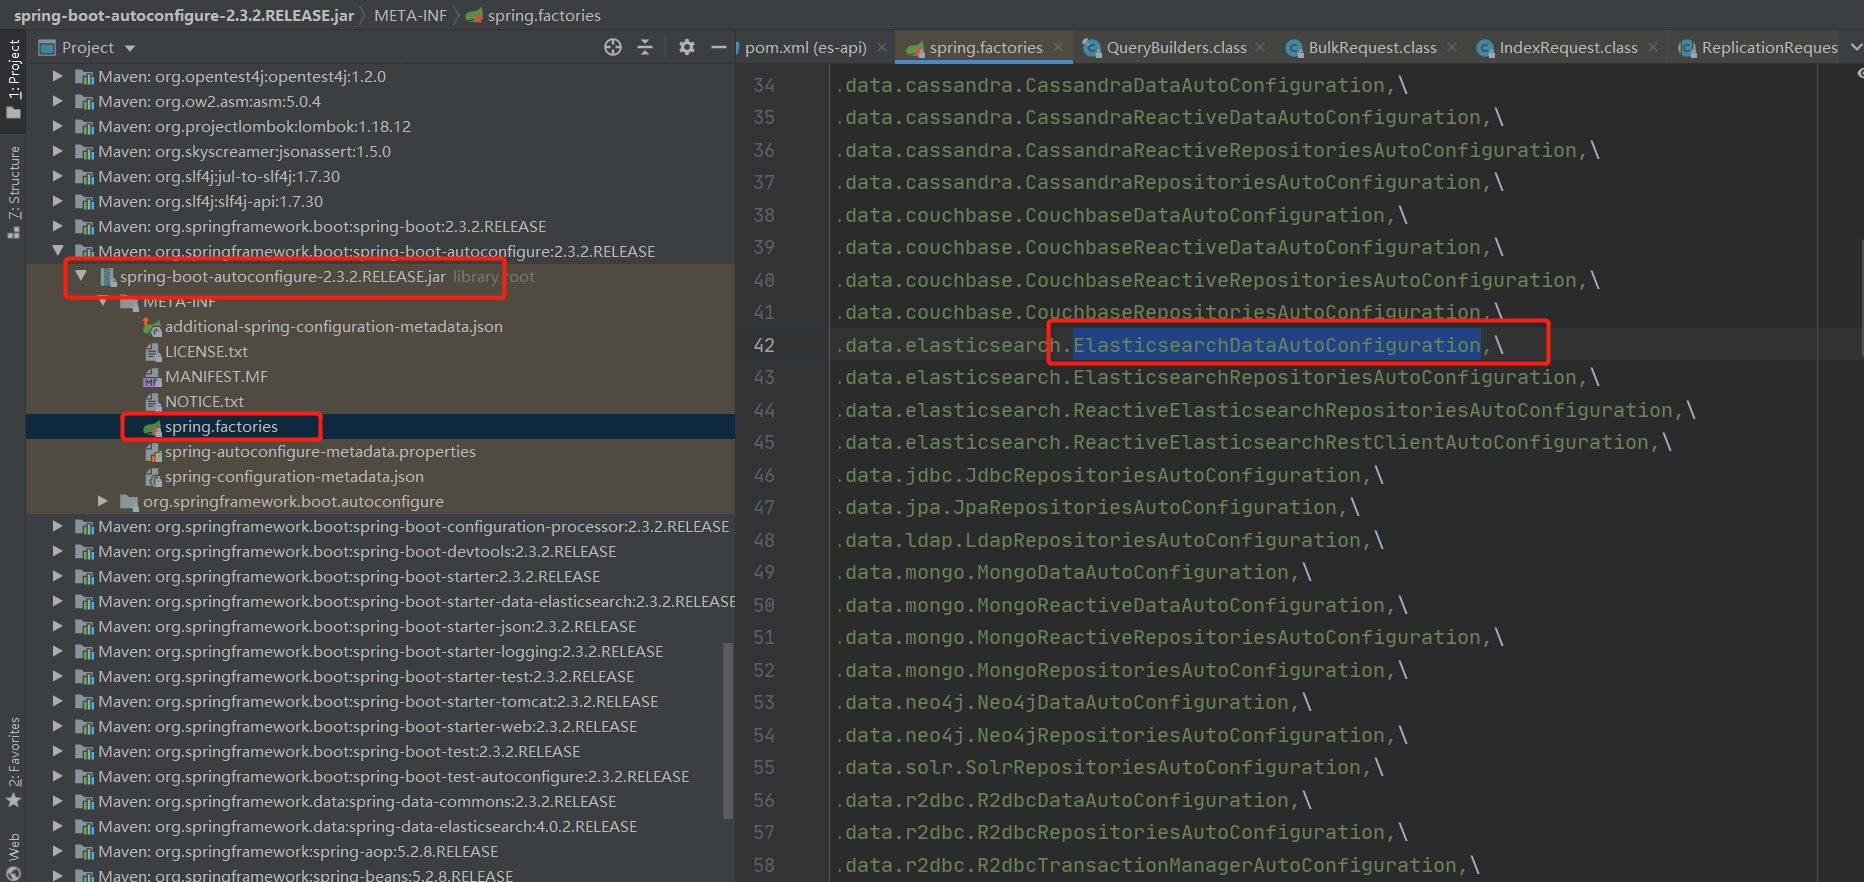 spring-boot-autoconfigure-2.3.2.RELEASE.jar
META-INF
spring.factories
Project
pom.xml (es-api)
spring.factories
QueryBuilders.class
BulkRequest.class
IndexRequest.class
ReplicationReques
1: Project
7: Structure
2: Favorites
Web
Maven: org.opentest4j:opentest4j:1.2.0
Maven: org.ow2.asm:asm:5.0.4
Maven: org.projectlombok:lombok:1.18.12
Maven: org.skyscreamer:jsonassert:1.5.0
Maven: org.slf4j:jul-to-slf4j:1.7.30
Maven: org.slf4j:slf4j-api:1.7.30
Maven: org.springframework.boot:spring-boot:2.3.2.RELEASE
Maven: org.springframework.boot:spring-boot-autoconfigure:2.3.2.RELEASE
spring-boot-autoconfigure-2.3.2.RELEASE.jar library root
META-INF
additional-spring-configuration-metadata.json
LICENSE.txt
MANIFEST.MF
NOTICE.txt
spring.factories
spring-autoconfigure-metadata.properties
spring-configuration-metadata.json
org.springframework.boot.autoconfigure
Maven: org.springframework.boot:spring-boot-configuration-processor:2.3.2.RELEASE
Maven: org.springframework.boot:spring-boot-devtools:2.3.2.RELEASE
Maven: org.springframework.boot:spring-boot-starter:2.3.2.RELEASE
Maven: org.springframework.boot:spring-boot-starter-data-elasticsearch:2.3.2.RELEASE
Maven: org.springframework.boot:spring-boot-starter-json:2.3.2.RELEASE
Maven: org.springframework.boot:spring-boot-starter-logging:2.3.2.RELEASE
Maven: org.springframework.boot:spring-boot-starter-test:2.3.2.RELEASE
Maven: org.springframework.boot:spring-boot-starter-tomcat:2.3.2.RELEASE
Maven: org.springframework.boot:spring-boot-starter-web:2.3.2.RELEASE
Maven: org.springframework.boot:spring-boot-test:2.3.2.RELEASE
Maven: org.springframework.boot:spring-boot-test-autoconfigure:2.3.2.RELEASE
Maven: org.springframework.data:spring-data-commons:2.3.2.RELEASE
Maven: org.springframework.data:spring-data-elasticsearch:4.0.2.RELEASE
Maven: org.springframework:spring-aop:5.2.8.RELEASE
Maven: org.springframework:spring-beans:5.2.8.RELEASE
34 .data.cassandra.CassandraDataAutoConfiguration,\
35 .data.cassandra.CassandraReactiveDataAutoConfiguration,\
36 .data.cassandra.CassandraReactiveRepositoriesAutoConfiguration,\
37 .data.cassandra.CassandraRepositoriesAutoConfiguration,\
38 .data.couchbase.CouchbaseDataAutoConfiguration,\
39 .data.couchbase.CouchbaseReactiveDataAutoConfiguration,\
40 .data.couchbase.CouchbaseReactiveRepositoriesAutoConfiguration,\
41 .data.couchbase.CouchbaseRepositoriesAutoConfiguration,\
42 .data.elasticsearch.ElasticsearchDataAutoConfiguration,\
43 .data.elasticsearch.ElasticsearchRepositoriesAutoConfiguration,\
44 .data.elasticsearch.ReactiveElasticsearchRepositoriesAutoConfiguration,\
45 .data.elasticsearch.ReactiveElasticsearchRestClientAutoConfiguration,\
46 .data.jdbc.JdbcRepositoriesAutoConfiguration,\
47 .data.jpa.JpaRepositoriesAutoConfiguration,\
48 .data.ldap.LdapRepositoriesAutoConfiguration,\
49 .data.mongo.MongoDataAutoConfiguration,\
50 .data.mongo.MongoReactiveDataAutoConfiguration,\
51 .data.mongo.MongoReactiveRepositoriesAutoConfiguration,\
52 .data.mongo.MongoRepositoriesAutoConfiguration,\
53 .data.neo4j.Neo4jDataAutoConfiguration,\
54 .data.neo4j.Neo4jRepositoriesAutoConfiguration,\
55 .data.solr.SolrRepositoriesAutoConfiguration,\
56 .data.r2dbc.R2dbcDataAutoConfiguration,\
57 .data.r2dbc.R2dbcRepositoriesAutoConfiguration,\
58 .data.r2dbc.R2dbcTransactionManagerAutoConfiguration,\